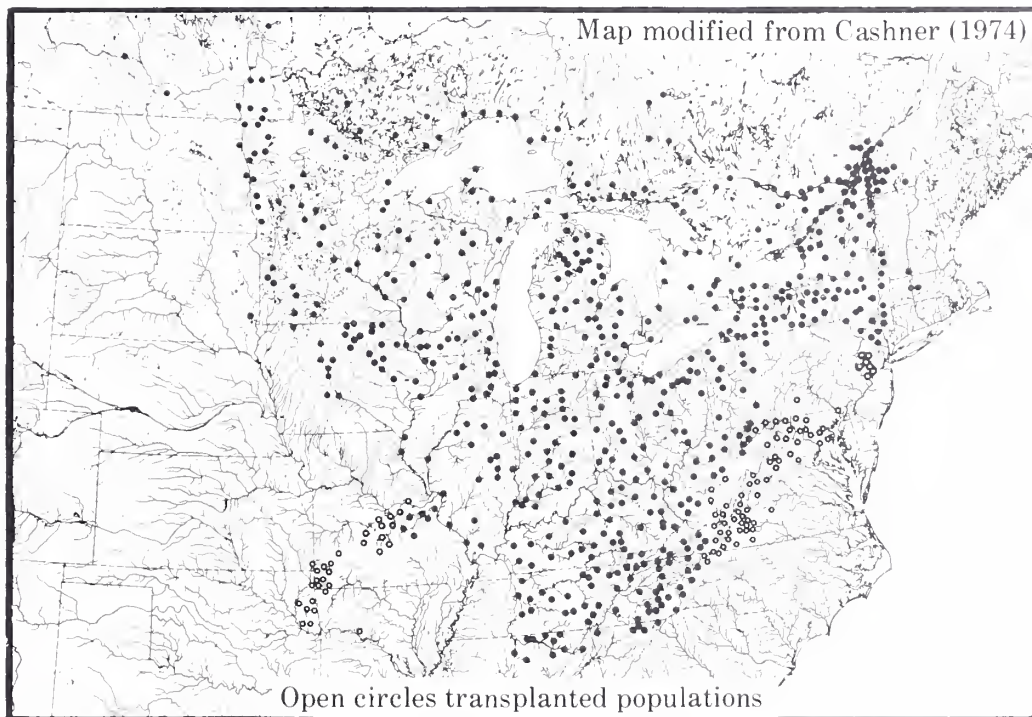 Map modified from Cashner (1974)
Open circles transplanted populations